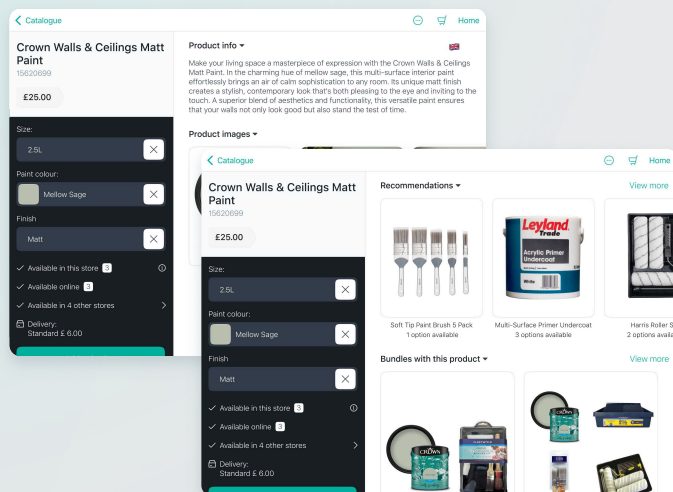 Catalogue
Home
Crown Walls & Ceilings Matt
Paint
15620699
£25.00
Size:
2.5L
Paint colour:
Mellow Sage
Finish
Matt
Available in this store 3
Available online 3
Available in 4 other stores
Delivery:
Standard £ 6.00
Product info
Make your living space a masterpiece of expression with the Crown Walls & Ceilings
Matt Paint. In the charming hue of mellow sage, this multi-surface interior paint
effortlessly brings an air of calm sophistication to any room. Its unique matt finish
creates a stylish, contemporary look that's both pleasing to the eye and inviting to the
touch. A superior blend of aesthetics and functionality, this versatile paint ensures
that your walls not only look good but also stand the test of time.
Product images
Catalogue
Home
Crown Walls & Ceilings Matt
Paint
15620699
£25.00
Size:
2.5L
Paint colour:
Mellow Sage
Finish
Matt
Available in this store 3
Available online 3
Available in 4 other stores
Delivery:
Standard £ 6.00
Recommendations
View more
Leyland
Trade
Acrylic Primer
Undercoat
White
Soft Tip Paint Brush 5 Pack
1 option available
Multi-Surface Primer Undercoat
3 options available
Harris Roller S
2 options availa
Bundles with this product
View more
CROWN
CROWN